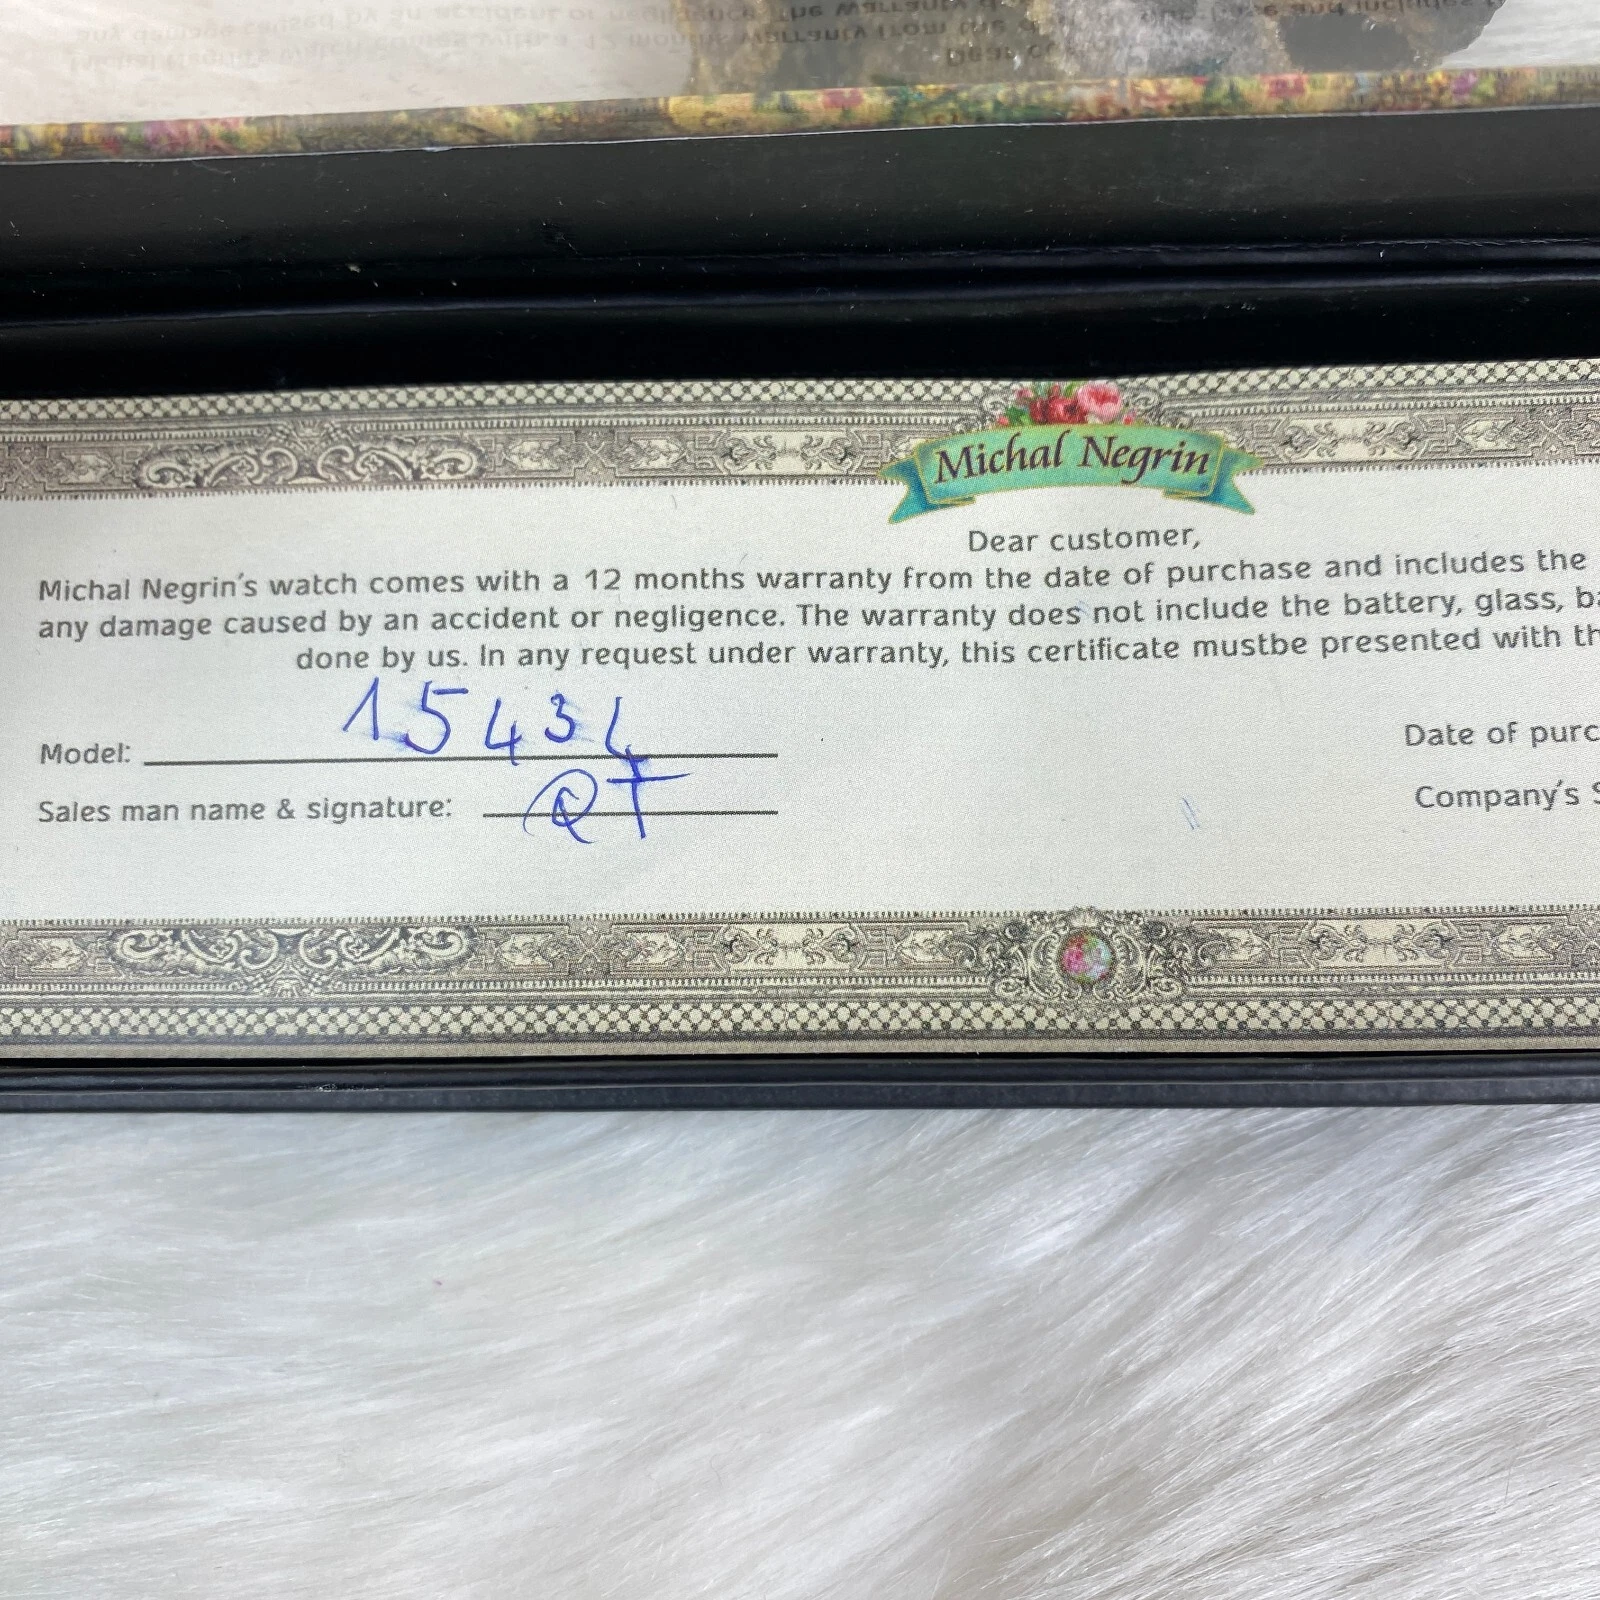 Michal Negrin
Dear customer,
Michal Negrin's watch comes with a 12 months warranty from the date of purchase and includes the
any damage caused by an accident or negligence. The warranty does not include the battery, glass, ba
done by us. In any request under warranty, this certificate mustbe presented with th
Model: 15434
Date of purc
Sales man name & signature:
Company's S